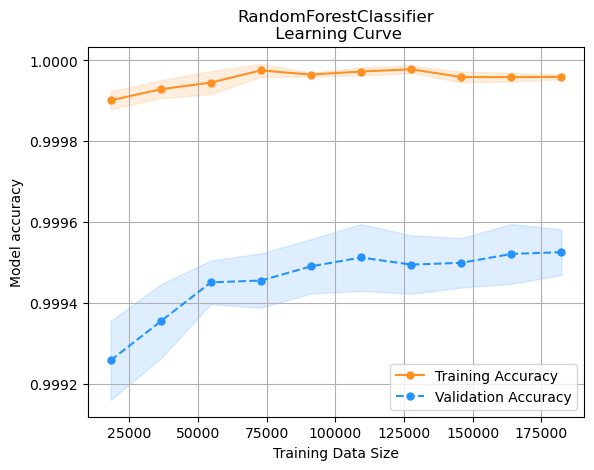 RandomForestClassifier
Learning Curve
1.0000
0.9998
0.9996
0.9994
0.9992
Model accuracy
Training Accuracy
Validation Accuracy
25000 50000 75000 100000 125000 150000 175000
Training Data Size